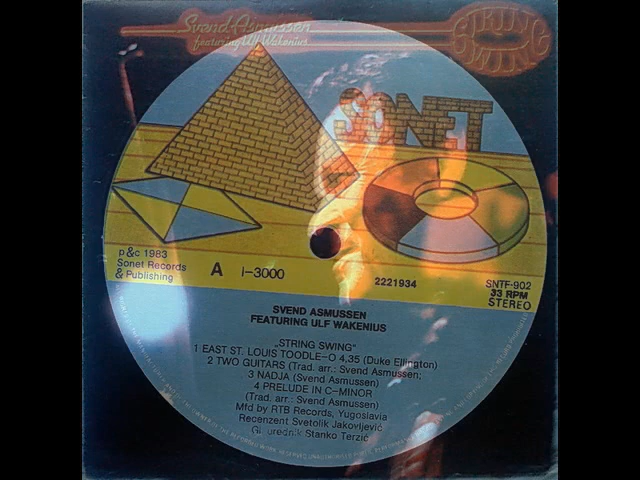 Svend Asmussen
featuring Ulf Wakenius
STRING
SWING
SONET
p & c 1983
Sonet Records
& Publishing
A I-3000
2221934
SNTF-902
33 RPM
STEREO
SVEND ASMUSSEN
FEATURING ULF WAKENIUS
„STRING SWING"
1 EAST ST. LOUIS TOODLE-O 4,35 (Duke Ellington)
2 TWO GUITARS (Trad. arr.: Svend Asmussen;
3 NADJA (Svend Asmussen)
4 PRELUDE IN C-MINOR
(Trad. arr.: Svend Asmussen)
Mfd by RTB Records, Yugoslavia
Recenzent Svetolik Jakovljević
Gl. urednik Stanko Terzić